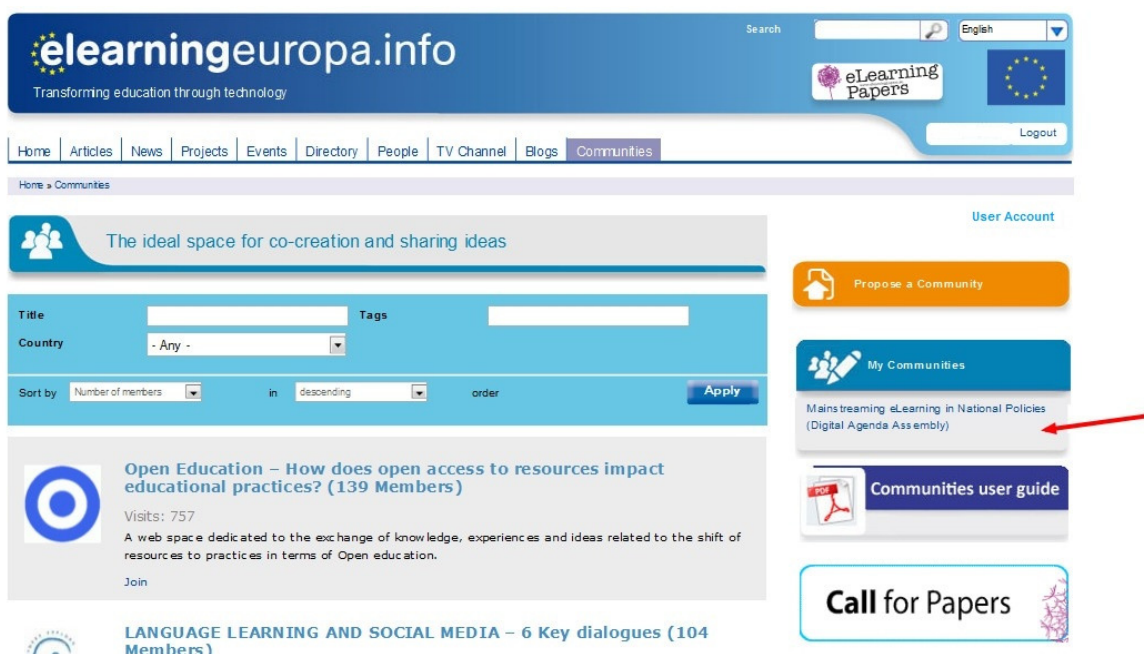 elearningeuropa.info
Transforming education through technology
Search
English
eLearning
Papers
Logout
Home Articles News Projects Events Directory People TV Channel Blogs Communities
Home » Communities
User Account
The ideal space for co-creation and sharing ideas
Propose a Community
Title Tags
Country - Any -
Sort by Number of members in descending order Apply
My Communities
Mainstreaming eLearning in National Policies
(Digital Agenda Assembly)
Open Education – How does open access to resources impact
educational practices? (139 Members)
Visits: 757
A web space dedicated to the exchange of knowledge, experiences and ideas related to the shift of
resources to practices in terms of Open education.
Join
PDF
Communities user guide
Call for Papers
LANGUAGE LEARNING AND SOCIAL MEDIA – 6 Key dialogues (104
Members)